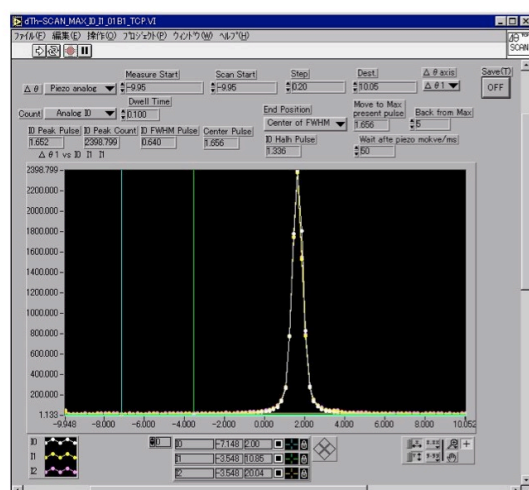 dTh-SCAN_MAX_I0_I1_01B1_TCP.VI
ファイル(F) 編集(E) 操作(O) プロジェクト(P) ウィンドウ(W) ヘルプ(H)
SCAN
Measure Start Scan Start Step Dest. Δθ axis Save(T)
Δθ Piezo analog -9.95 -9.95 0.20 10.05 Δθ1 OFF
Dwell Time
Count Analog I0 0.100
End Position Move to Max present pulse Back from Max
Center of FWHM 1.656 5
I0 Peak Pulse I0 Peak Count I0 FWHM Pulse Center Pulse
1.652 2398.799 0.640 1.656
I0 Halh Pulse Wait afte piezo mokve/ms
1.336 50
Δθ1 vs I0 I1 I1
2398.799
2200.000
2000.000
1800.000
1600.000
1400.000
1200.000
1000.000
800.000
600.000
400.000
200.000
1.133
-9.948 -8.000 -6.000 -4.000 -2.000 0.000 2.000 4.000 6.000 8.000 10.052
I0
I1
I2
I0 -7.148 2.00
I1 -3.548 10.85
I2 -3.548 20.04